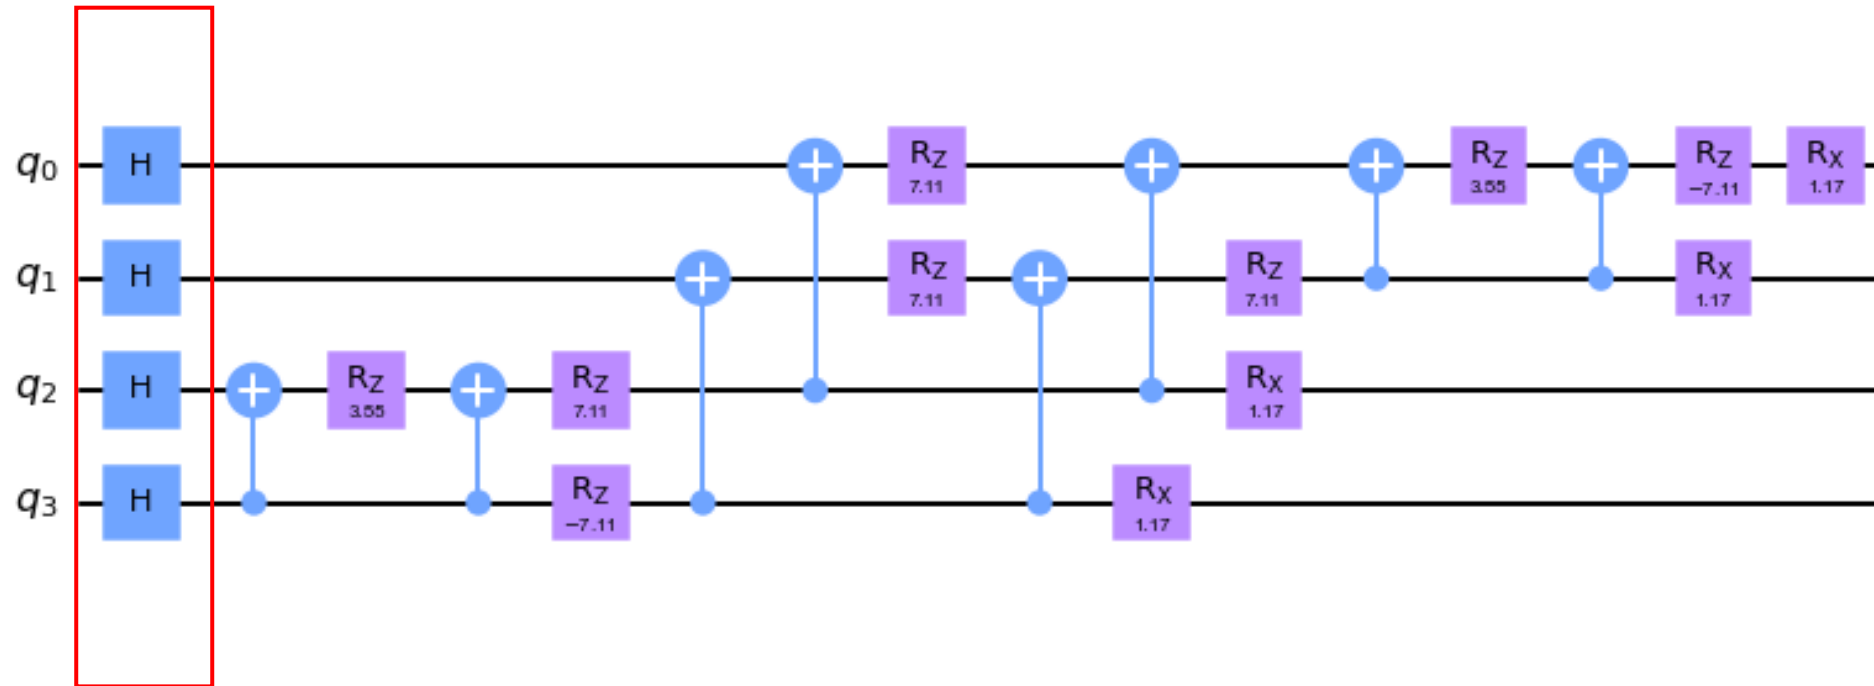 q0 H RZ 7.11 RZ 3.55 RZ −7.11 RX 1.17
q1 H RZ 7.11 RZ 7.11 RX 1.17
q2 H RZ 3.55 RZ 7.11 RX 1.17
q3 H RZ −7.11 RX 1.17